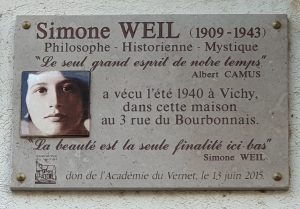 Simone WEIL (1909-1943)
Philosophe - Historienne - Mystique
"Le seul grand esprit de notre temps"
Albert CAMUS
a vécu l'été 1940 à Vichy,
dans cette maison
au 3 rue du Bourbonnais.
"La beauté est la seule finalité ici-bas"
Simone WEIL
don de l'Académie du Vernet, le 13 juin 2015.